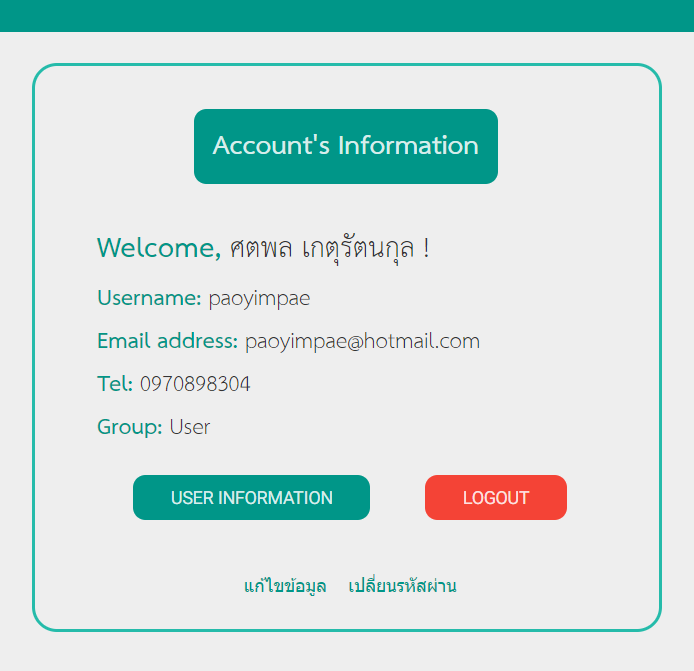 Account's Information
Welcome, ศตพล เกตุรัตนกุล !
Username: paoyimpae
Email address: paoyimpae@hotmail.com
Tel: 0970898304
Group: User
USER INFORMATION LOGOUT
แก้ไขข้อมูล เปลี่ยนรหัสผ่าน